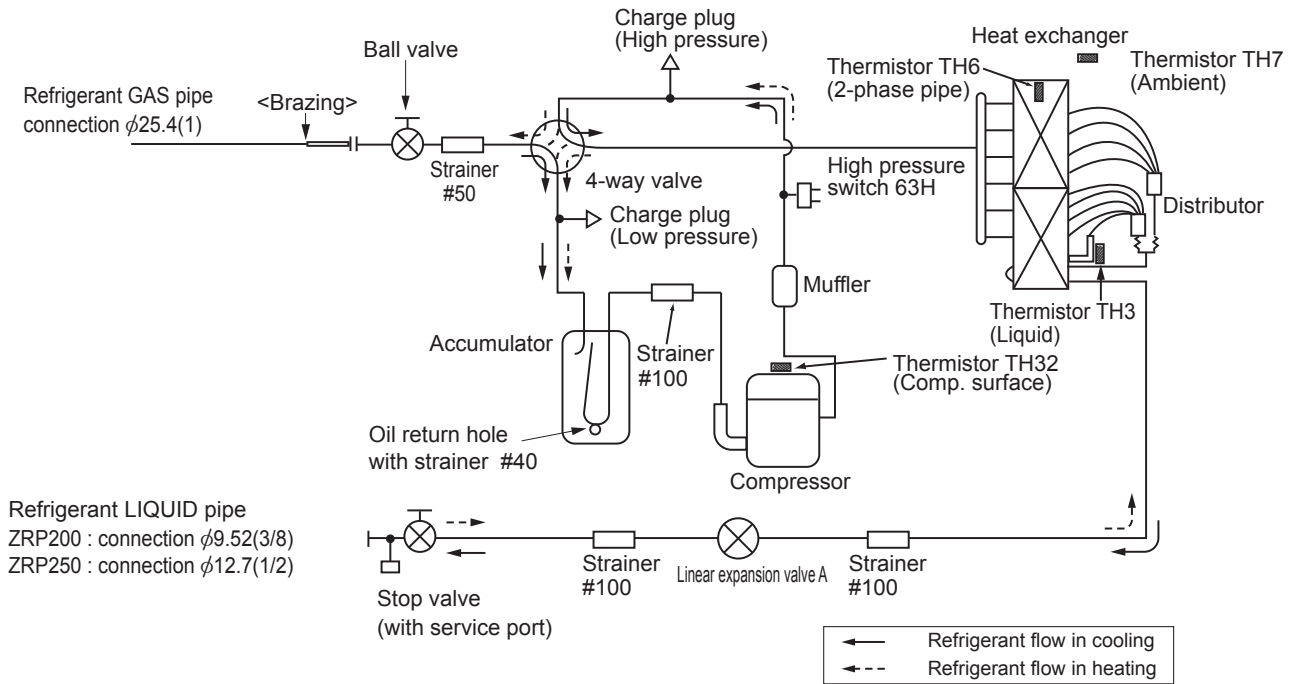 Charge plug
(High pressure)
Ball valve
Heat exchanger
Thermistor TH6
(2-phase pipe)
Thermistor TH7
(Ambient)
Refrigerant GAS pipe
connection ϕ25.4(1)
<Brazing>
Strainer
#50
4-way valve
High pressure
switch 63H
Distributor
Charge plug
(Low pressure)
Muffler
Thermistor TH3
(Liquid)
Accumulator
Strainer
#100
Thermistor TH32
(Comp. surface)
Oil return hole
with strainer #40
Compressor
Refrigerant LIQUID pipe
ZRP200 : connection ϕ9.52(3/8)
ZRP250 : connection ϕ12.7(1/2)
Strainer
#100
Linear expansion valve A
Strainer
#100
Stop valve
(with service port)
Refrigerant flow in cooling
Refrigerant flow in heating